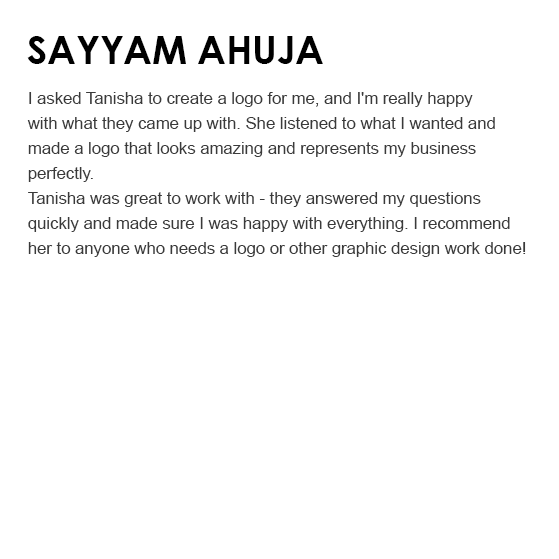 SAYYAM AHUJA
I asked Tanisha to create a logo for me, and I'm really happy
with what they came up with. She listened to what I wanted and
made a logo that looks amazing and represents my business
perfectly.
Tanisha was great to work with - they answered my questions
quickly and made sure I was happy with everything. I recommend
her to anyone who needs a logo or other graphic design work done!